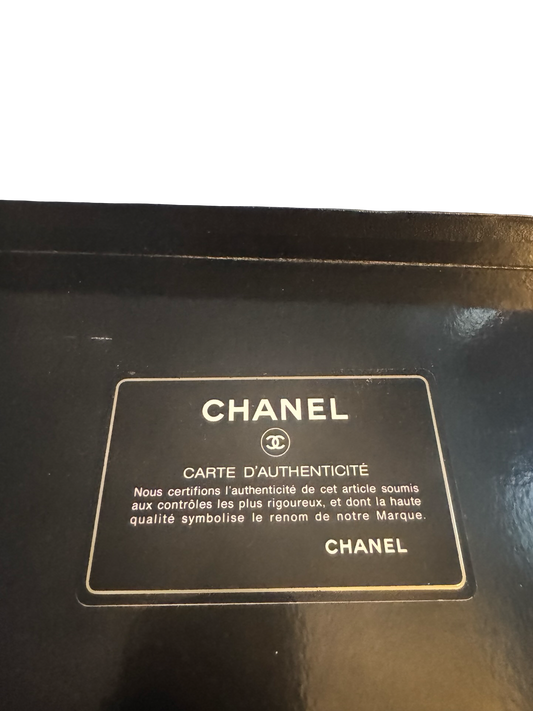 CHANEL
CARTE D'AUTHENTICITÉ
Nous certifions l'authenticité de cet article soumis
aux contrôles les plus rigoureux, et dont la haute
qualité symbolise le renom de notre Marque.
CHANEL